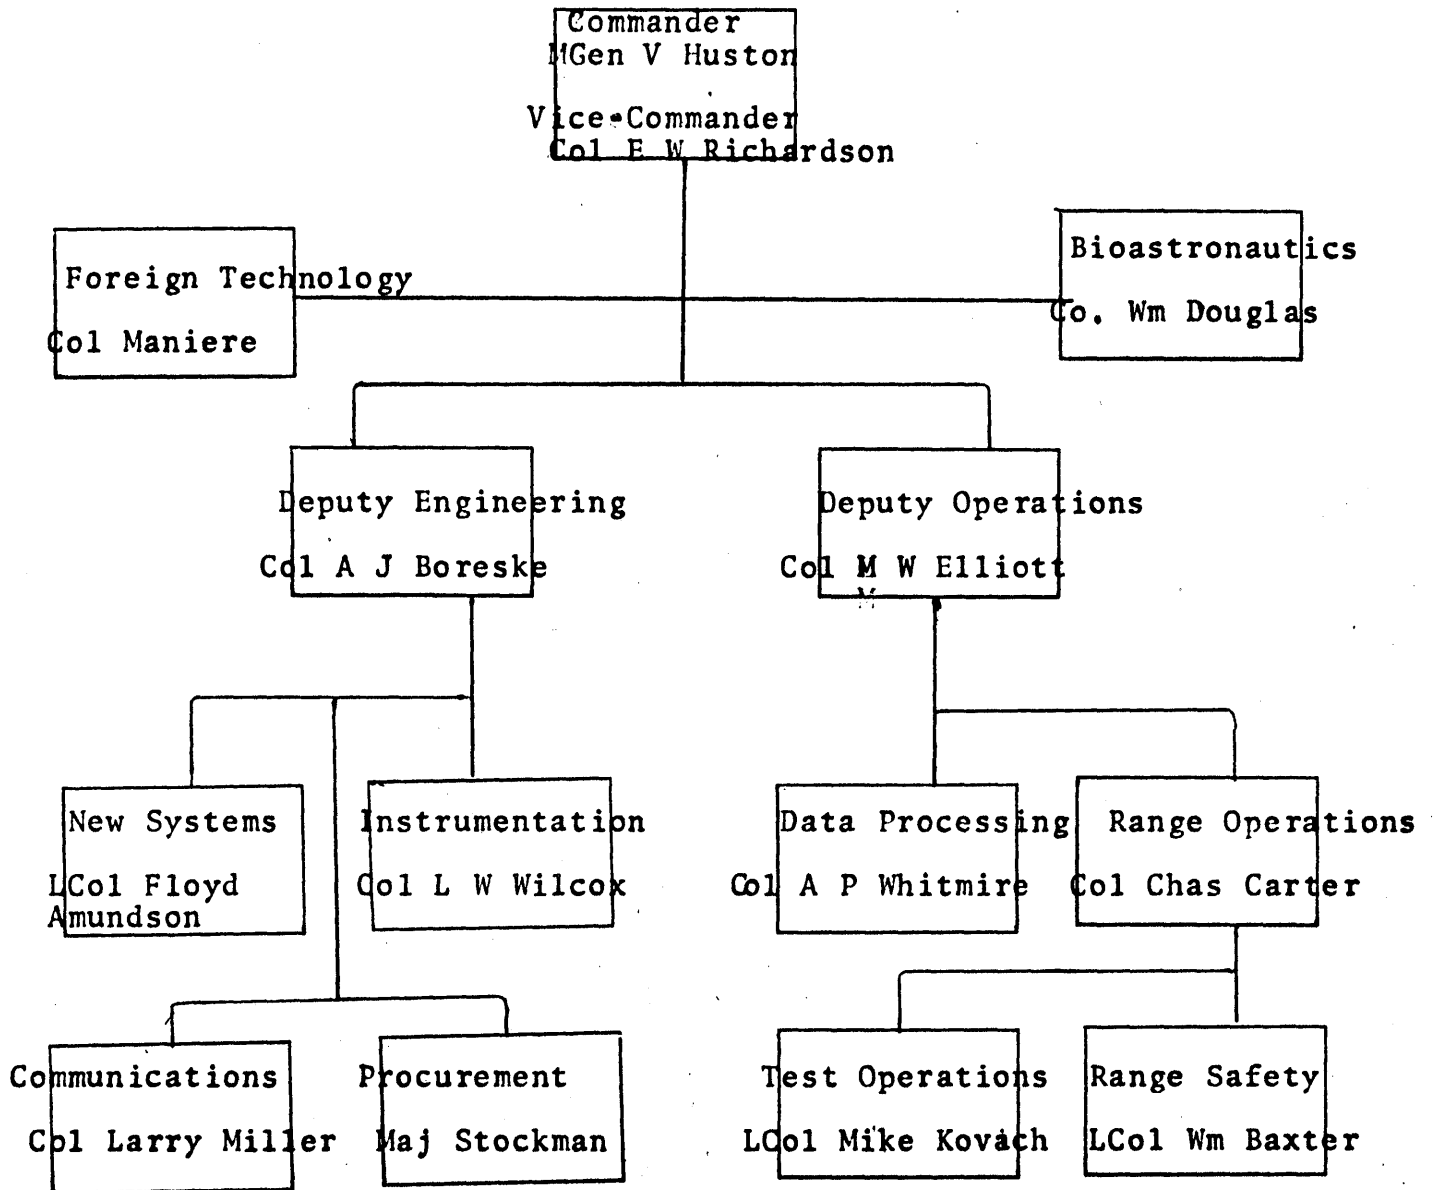 Commander
MGen V Huston
Vice-Commander
Col E W Richardson
Foreign Technology
Col Maniere
Bioastronautics
Co. Wm Douglas
Deputy Engineering
Col A J Boreske
Deputy Operations
Col M W Elliott
New Systems
LCol Floyd
Amundson
Instrumentation
Col L W Wilcox
Data Processing
Col A P Whitmire
Range Operations
Col Chas Carter
Communications
Col Larry Miller
Procurement
Maj Stockman
Test Operations
LCol Mike Kovach
Range Safety
LCol Wm Baxter